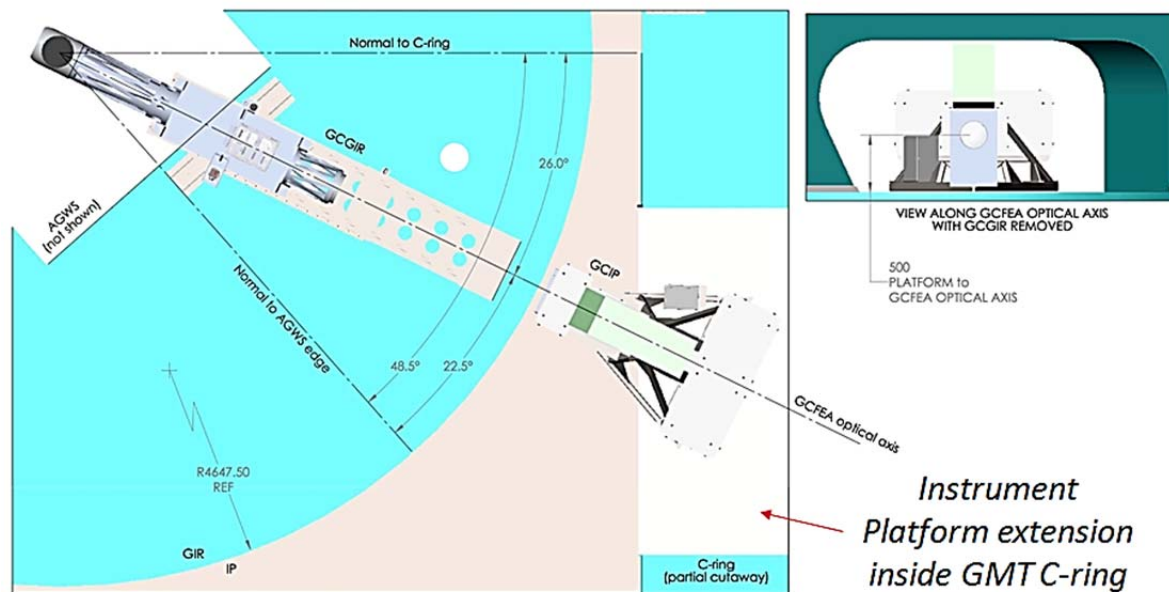 Normal to C-ring
GCGIR
26.0°
AGWS
(not shown)
Normal to AGWS edge
48.5°
22.5°
GCIP
GCFEA optical axis
R4647.50
REF
GIR
IP
C-ring
(partial cutaway)
VIEW ALONG GCFEA OPTICAL AXIS
WITH GCGIR REMOVED
500
PLATFORM to
GCFEA OPTICAL AXIS
Instrument
Platform extension
inside GMT C-ring